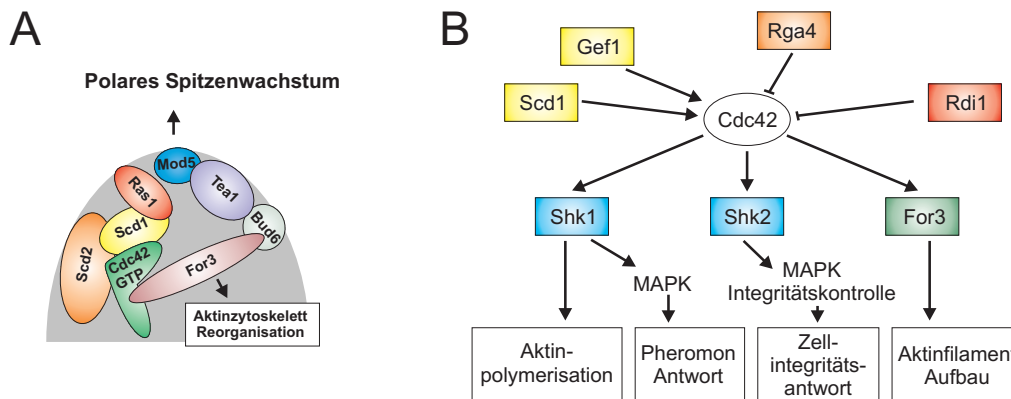 A
Polares Spitzenwachstum
Mod5
Ras1
Tea1
Scd1
Bud6
Scd2
Cdc42
GTP
For3
Aktinzytoskelett
Reorganisation
B
Rga4
Gef1
Scd1
Rdi1
Cdc42
Shk1
Shk2
For3
MAPK
MAPK
Integritätskontrolle
Aktin-
polymerisation
Pheromon
Antwort
Zell-
integritäts-
antwort
Aktinfilament
Aufbau